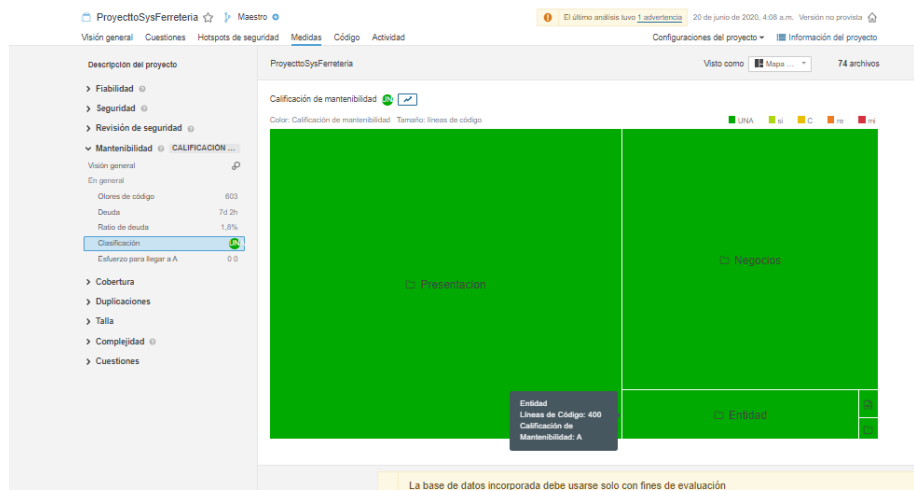 ProyecttoSysFerreteria Maestro
El último análisis tuvo 1 advertencia 20 de junio de 2020, 4:08 a.m. Versión no provista
Visión general Cuestiones Hotspots de seguridad Medidas Código Actividad
Configuraciones del proyecto Información del proyecto
Descripción del proyecto
ProyecttoSysFerreteria
Visto como Mapa ... 74 archivos
Fiabilidad
Seguridad
Revisión de seguridad
Mantenibilidad CALIFICACIÓN ...
Visión general
En general
Olores de código 603
Deuda 7d 2h
Ratio de deuda 1,8%
Clasificación UN
Esfuerzo para llegar a A 0 0
Cobertura
Duplicaciones
Talla
Complejidad
Cuestiones
Calificación de mantenibilidad UN
Color: Calificación de mantenibilidad Tamaño: líneas de código
UNA si C re mi
Presentacion
Negocios
Entidad
Entidad
Líneas de Código: 400
Calificación de
Mantenibilidad: A
La base de datos incorporada debe usarse solo con fines de evaluación